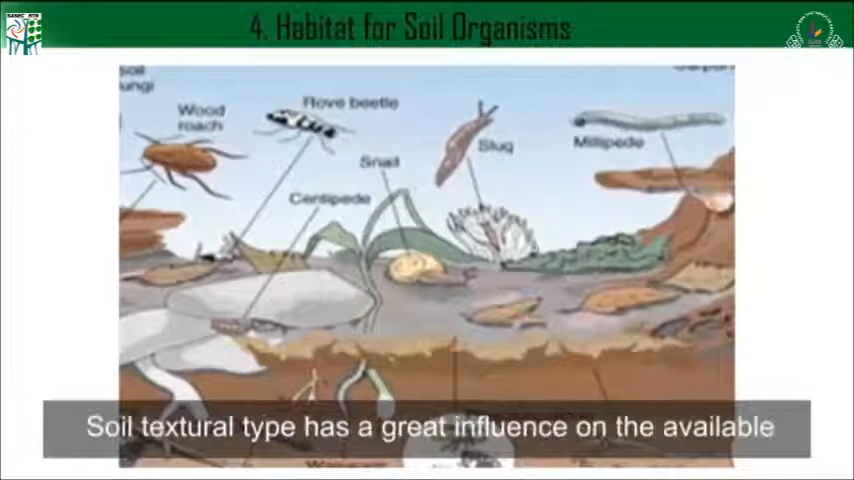 4. Habitat for Soil Organisms
Soil
ungi
Wood
roach
Rove beetle
Snail
Slug
Millipede
Centipede
Soil textural type has a great influence on the available